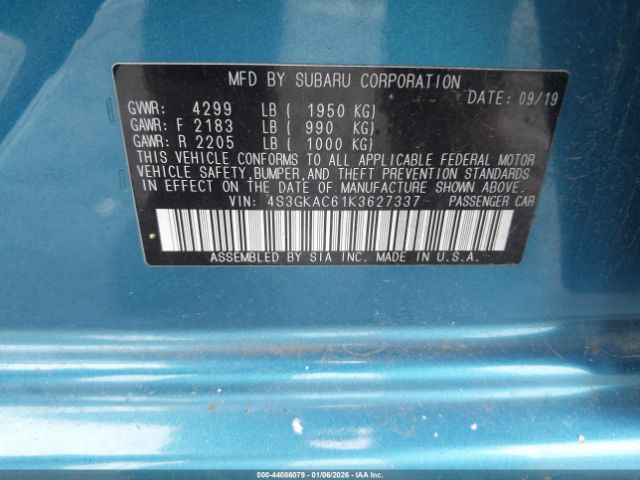 MFD BY SUBARU CORPORATION
DATE: 09/19
GVWR: 4299 LB ( 1950 KG)
GAWR: F 2183 LB ( 990 KG)
GAWR: R 2205 LB ( 1000 KG)
THIS VEHICLE CONFORMS TO ALL APPLICABLE FEDERAL MOTOR
VEHICLE SAFETY,BUMPER,AND THEFT PREVENTION STANDARDS
IN EFFECT ON THE DATE OF MANUFACTURE SHOWN ABOVE.
VIN: 4S3GKAC61K3627337 PASSENGER CAR
ASSEMBLED BY SIA INC. MADE IN U.S.A.
000-44086079 | 01/06/2026 - COPYRIGHT IAA, LLC